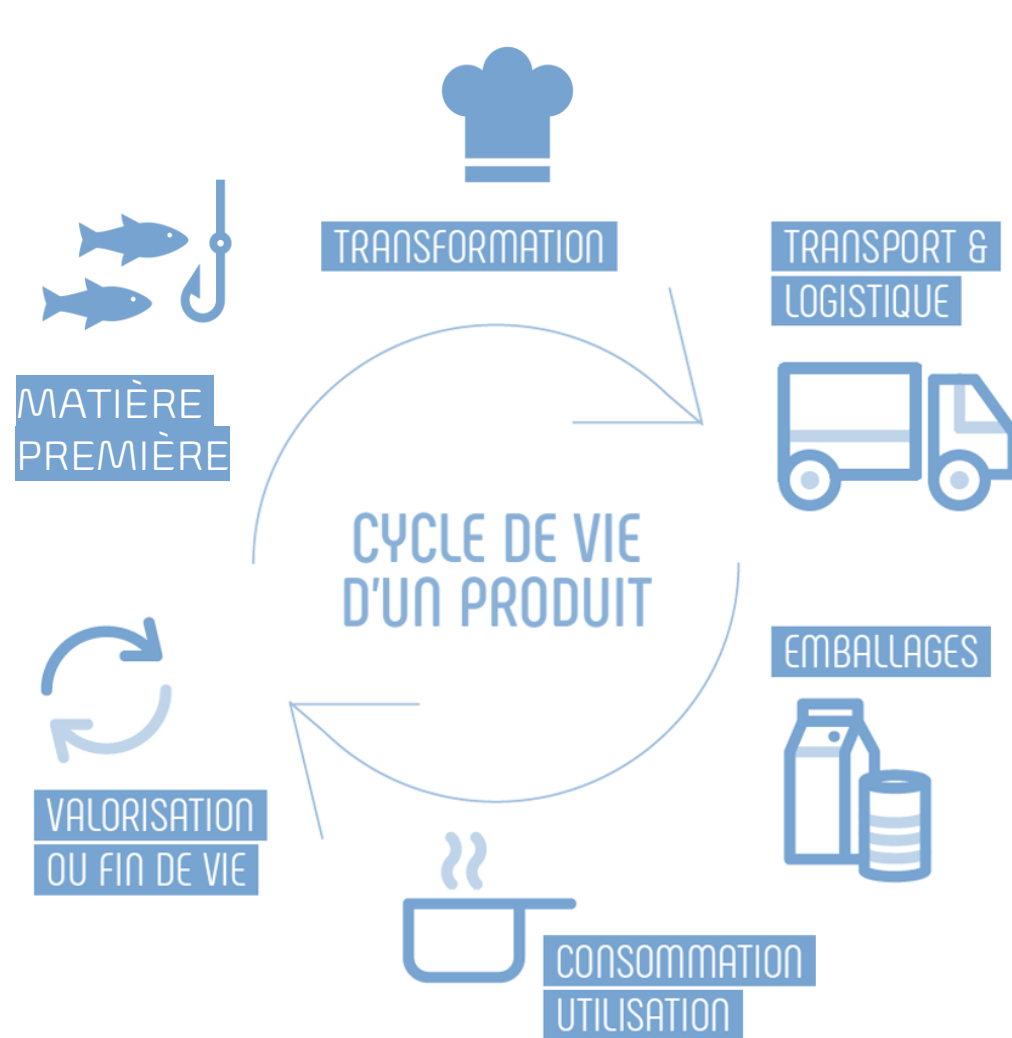 TRANSFORMATION
TRANSPORT &
LOGISTIQUE
MATIÈRE
PREMIÈRE
CYCLE DE VIE
D'UN PRODUIT
EMBALLAGES
VALORISATION
OU FIN DE VIE
CONSOMMATION
UTILISATION